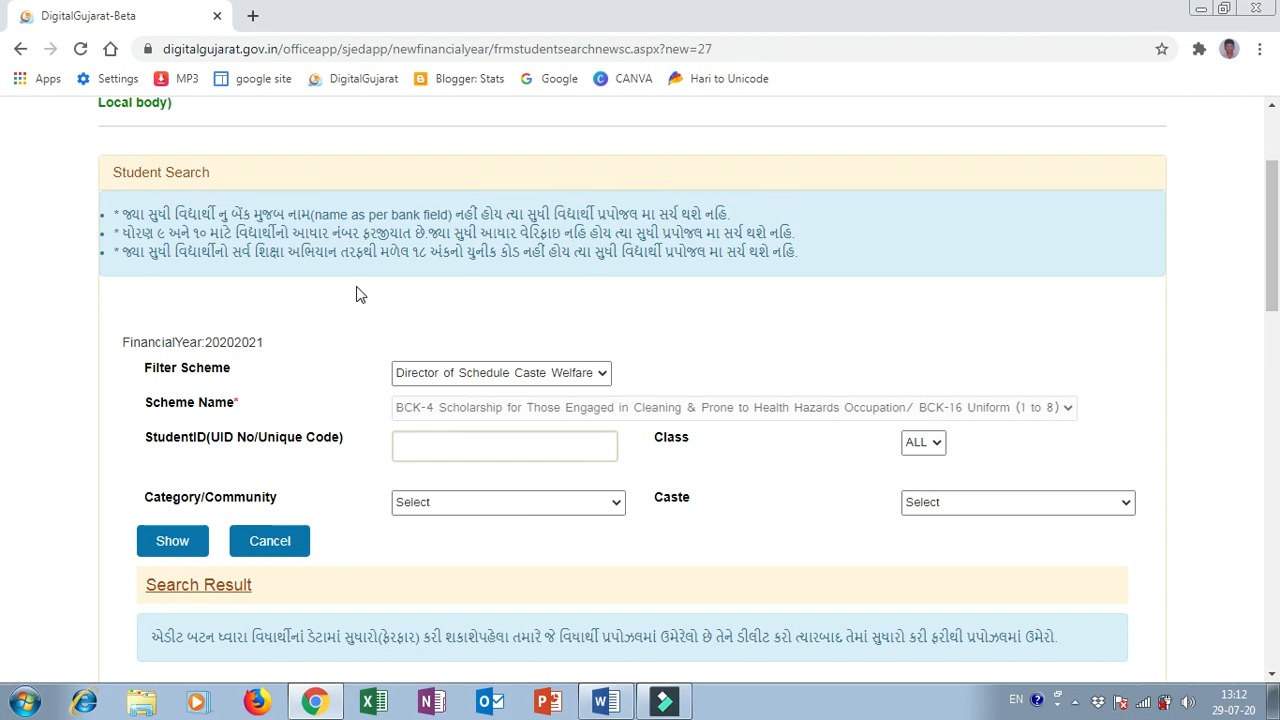 DigitalGujarat-Beta
digitalgujarat.gov.in/officeapp/sjedapp/newfinancialyear/frmstudentsearchnewsc.aspx?new=27
Apps Settings MP3 google site DigitalGujarat Blogger: Stats Google CANVA Hari to Unicode
Local body)
Student Search
* જ્યા સુધી વિદ્યાર્થી નુ બેંક મુજબ નામ(name as per bank field) નહીં હોય ત્યા સુધી વિદ્યાર્થી પ્રપોજલ મા સર્ચ થશે નહિ.
* ધોરણ ૯ અને ૧૦ માટે વિદ્યાર્થીનો આધાર નંબર ફરજીયાત છે.જ્યા સુધી આધાર વેરિફાઇ નહિ હોય ત્યા સુધી પ્રપોજલ મા સર્ચ થશે નહિ.
* જ્યા સુધી વિદ્યાર્થીનો સર્વ શિક્ષા અભિયાન તરફથી મળેલ ૧૮ અંકનો યુનીક કોડ નહીં હોય ત્યા સુધી વિદ્યાર્થી પ્રપોજલ મા સર્ચ થશે નહિ.
FinancialYear:20202021
Filter Scheme Director of Schedule Caste Welfare
Scheme Name* BCK-4 Scholarship for Those Engaged in Cleaning & Prone to Health Hazards Occupation/ BCK-16 Uniform (1 to 8)
StudentID(UID No/Unique Code) Class ALL
Category/Community Select Caste Select
Show Cancel
Search Result
એડીટ બટન ધ્વારા વિધાર્થીનાં ડેટામાં સુધારો(ફેરફાર) કરી શકાશેપહેલા તમારે જે વિધાર્થી પ્રપોઝલમાં ઉમેરેલો છે તેને ડીલીટ કરો ત્યારબાદ તેમાં સુધારો કરી ફરીથી પ્રપોઝલમાં ઉમેરો.
EN 13:12
29-07-20